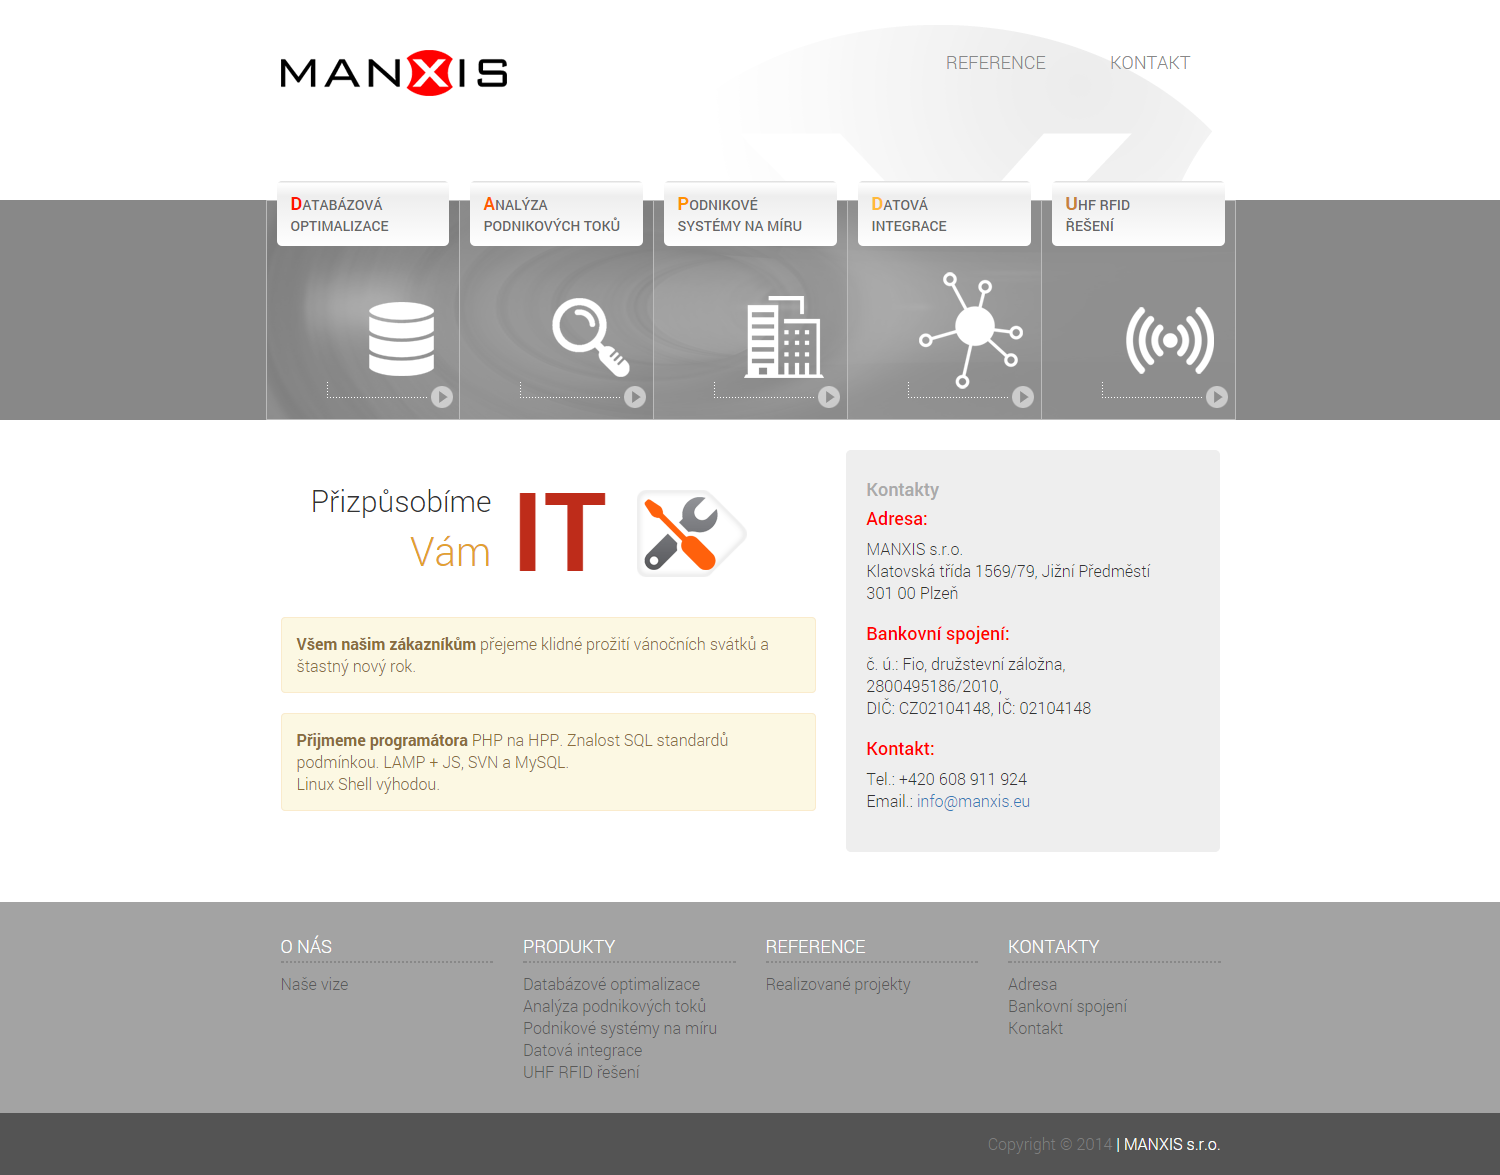 MANXIS
REFERENCE
KONTAKT
DATABÁZOVÁ
OPTIMALIZACE
ANALÝZA
PODNIKOVÝCH TOKŮ
PODNIKOVÉ
SYSTÉMY NA MÍRU
DATOVÁ
INTEGRACE
UHF RFID
ŘEŠENÍ
Přizpůsobíme
Vám
IT
Všem našim zákazníkům přejeme klidné prožití vánočních svátků a
štastný nový rok.
Přijmeme programátora PHP na HPP. Znalost SQL standardů
podmínkou. LAMP + JS, SVN a MySQL.
Linux Shell výhodou.
Kontakty
Adresa:
MANXIS s.r.o.
Klatovská třída 1569/79, Jižní Předměstí
301 00 Plzeň
Bankovní spojení:
č. ú.: Fio, družstevní záložna,
2800495186/2010,
DIČ: CZ02104148, IČ: 02104148
Kontakt:
Tel.: +420 608 911 924
Email.: info@manxis.eu
O NÁS
Naše vize
PRODUKTY
Databázové optimalizace
Analýza podnikových toků
Podnikové systémy na míru
Datová integrace
UHF RFID řešení
REFERENCE
Realizované projekty
KONTAKTY
Adresa
Bankovní spojení
Kontakt
Copyright © 2014 | MANXIS s.r.o.